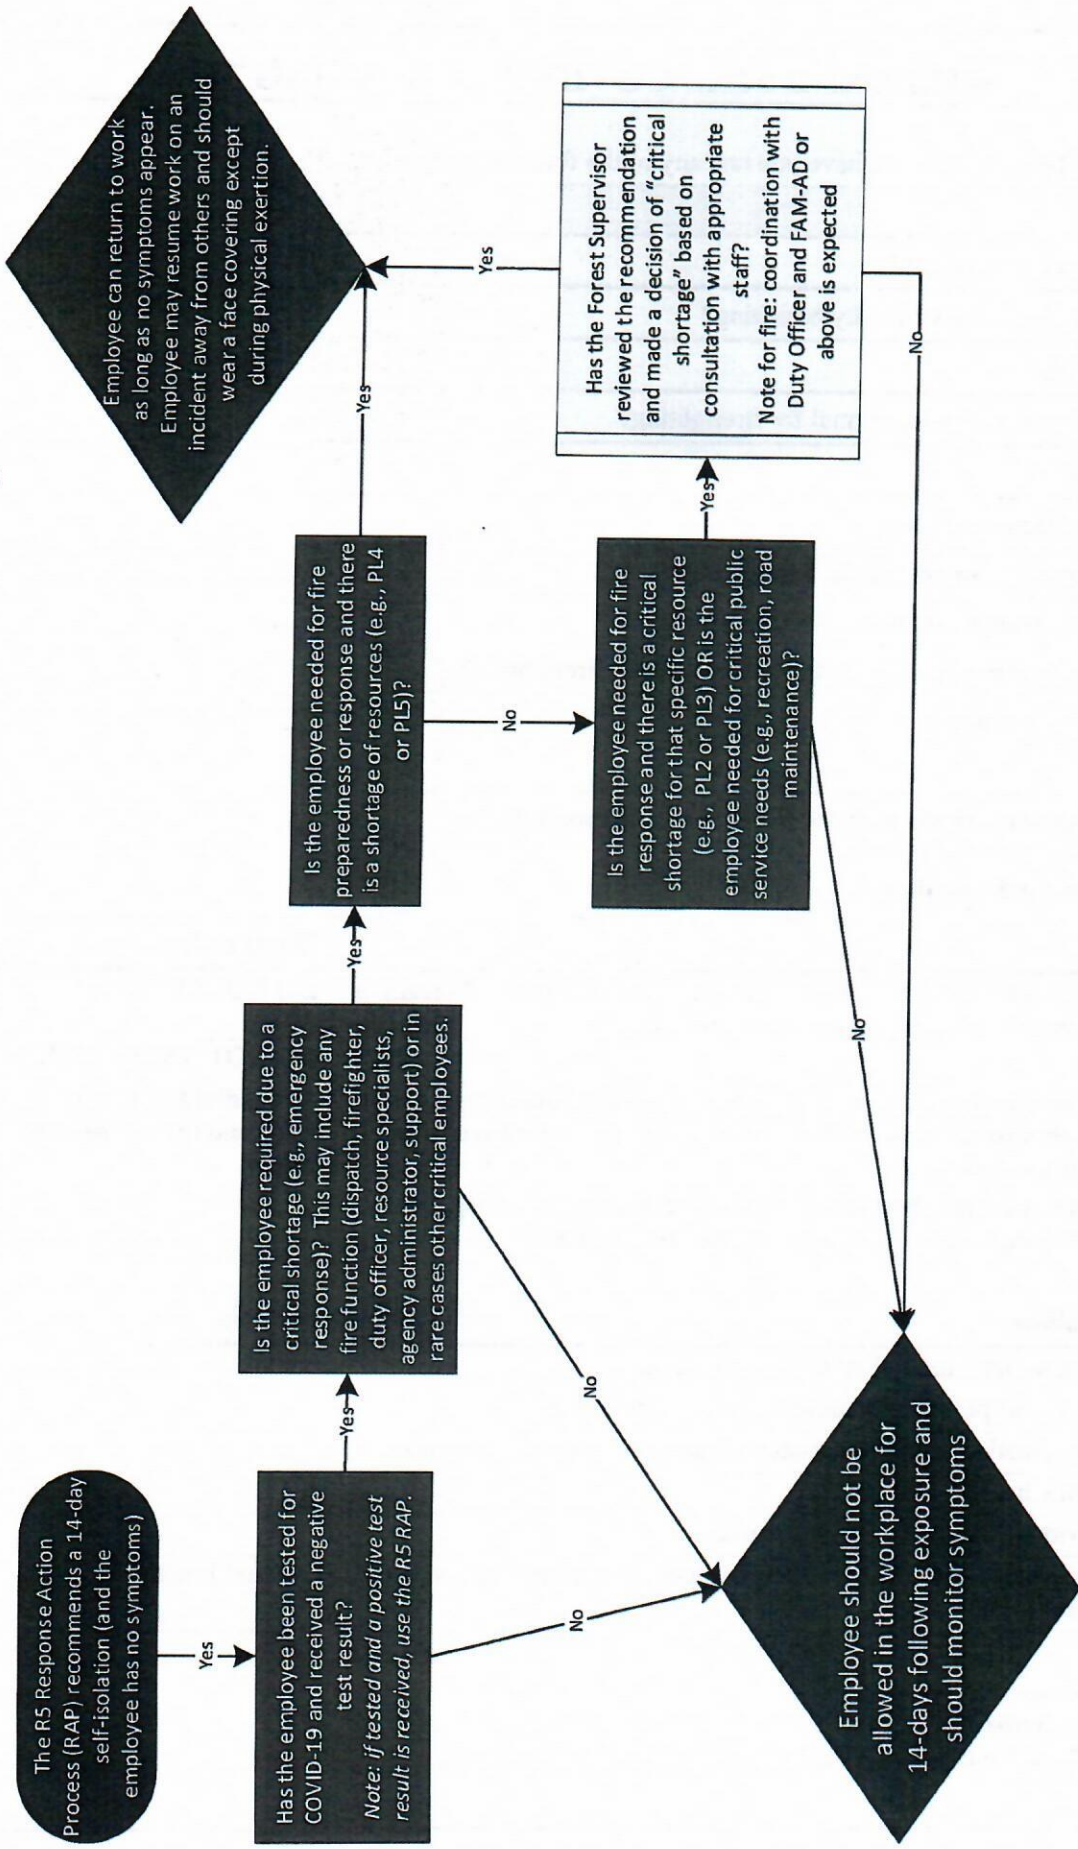 The R5 Response Action
Process (RAP) recommends a 14-day
self-isolation (and the
employee has no symptoms)
Yes
Has the employee been tested for
COVID-19 and received a negative
test result?
Note: if tested and a positive test
result is received, use the R5 RAP.
Yes
No
Is the employee required due to a
critical shortage (e.g., emergency
response)? This may include any
fire function (dispatch, firefighter,
duty officer, resource specialists,
agency administrator, support) or in
rare cases other critical employees.
Yes
No
Is the employee needed for fire
preparedness or response and there
is a shortage of resources (e.g., PL4
or PL5)?
Yes
No
Is the employee needed for fire
response and there is a critical
shortage for that specific resource
(e.g., PL2 or PL3) OR is the
employee needed for critical public
service needs (e.g., recreation, road
maintenance)?
Yes
No
Has the Forest Supervisor
reviewed the recommendation
and made a decision of "critical
shortage" based on
consultation with appropriate
staff?
Note for fire: coordination with
Duty Officer and FAM-AD or
above is expected
Yes
No
Employee can return to work
as long as no symptoms appear.
Employee may resume work on an
incident away from others and should
wear a face covering except
during physical exertion.
Employee should not be
allowed in the workplace for
14-days following exposure and
should monitor symptoms